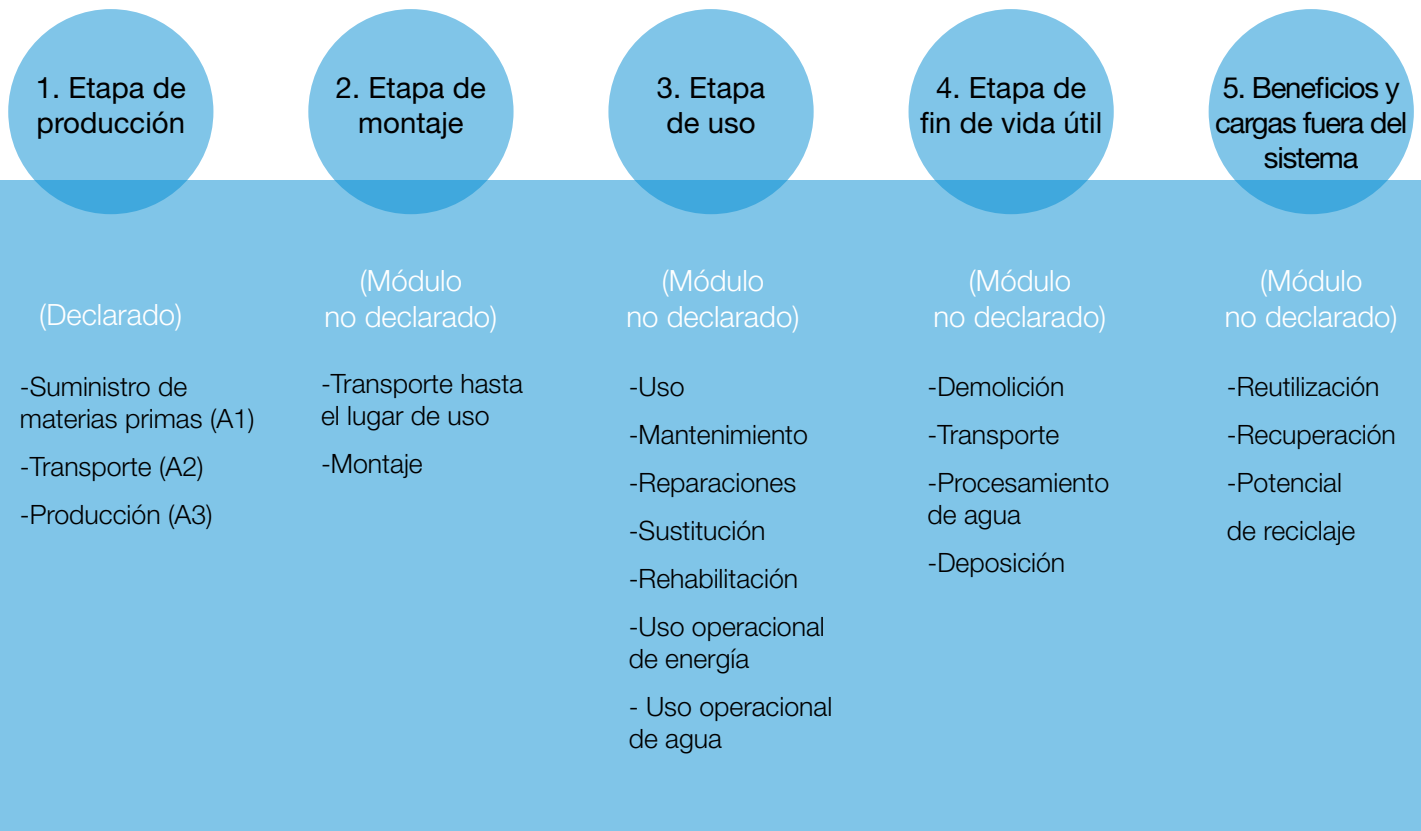 1. Etapa de
producción
2. Etapa de
montaje
3. Etapa
de uso
4. Etapa de
fin de vida útil
5. Beneficios y
cargas fuera del
sistema
(Declarado)
-Suministro de
materias primas (A1)
-Transporte (A2)
-Producción (A3)
(Módulo
no declarado)
-Transporte hasta
el lugar de uso
-Montaje
(Módulo
no declarado)
-Uso
-Mantenimiento
-Reparaciones
-Sustitución
-Rehabilitación
-Uso operacional
de energía
- Uso operacional
de agua
(Módulo
no declarado)
-Demolición
-Transporte
-Procesamiento
de agua
-Deposición
(Módulo
no declarado)
-Reutilización
-Recuperación
-Potencial
de reciclaje